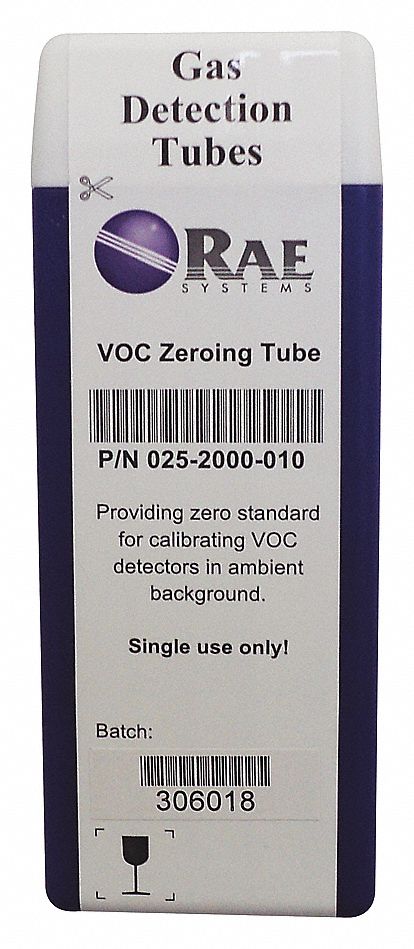 Gas
Detection
Tubes
RAE
SYSTEMS
VOC Zeroing Tube
P/N 025-2000-010
Providing zero standard
for calibrating VOC
detectors in ambient
background.
Single use only!
Batch:
306018